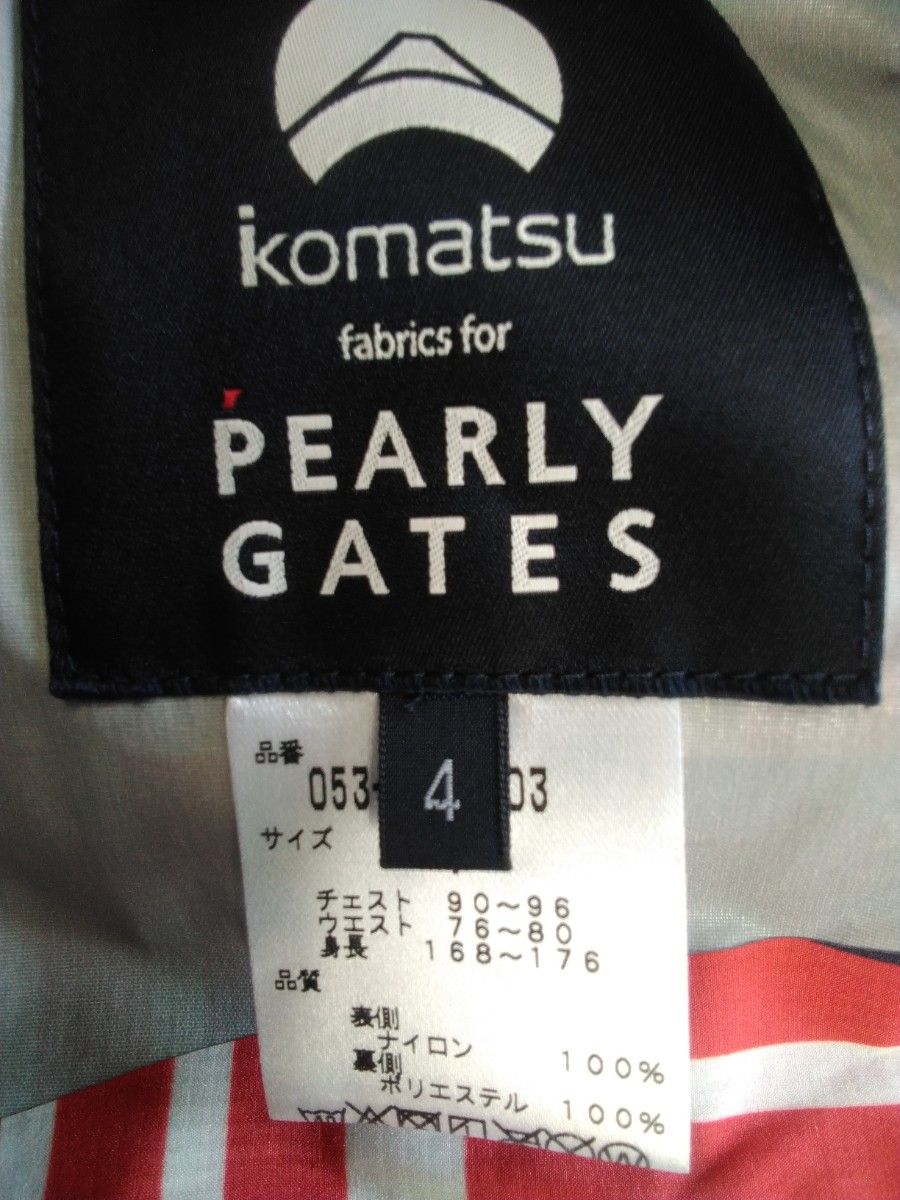 komatsu
fabrics for
PEARLY
GATES
4
品番
053- 03
サイズ
チェスト 90~96
ウエスト 76~80
身長 168~176
品質
表側
ナイロン 100%
裏側
ポリエステル 100%